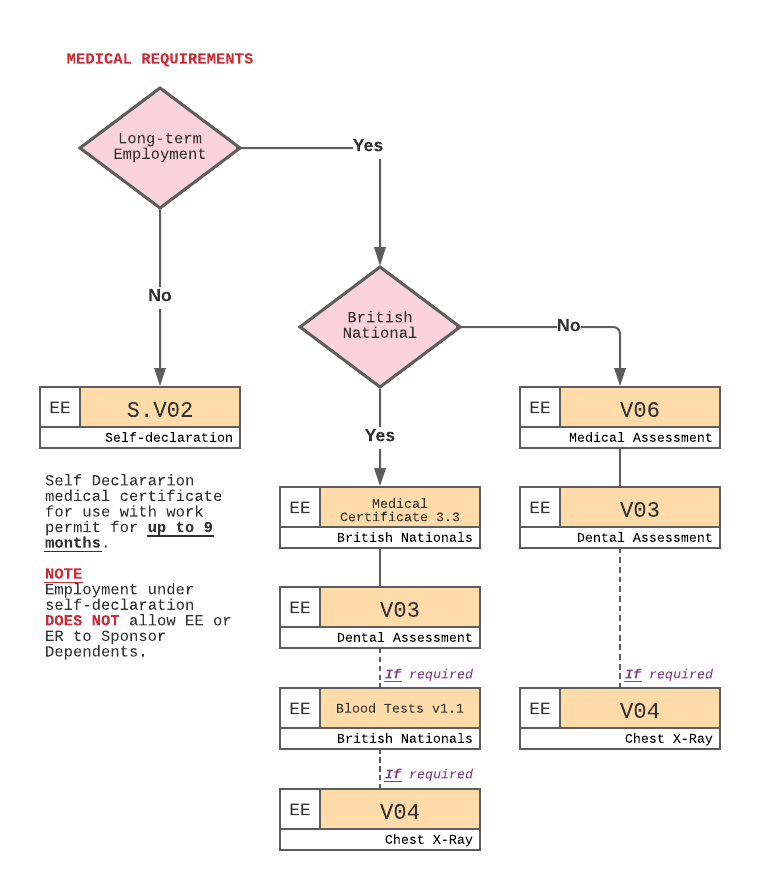 MEDICAL REQUIREMENTS
Long-term
Employment
Yes
No
British
National
No
Yes
EE
S.V02
Self-declaration
Self Declararion
medical certificate
for use with work
permit for up to 9
months.
NOTE
Employment under
self-declaration
DOES NOT allow EE or
ER to Sponsor
Dependents.
EE
Medical
Certificate 3.3
British Nationals
EE
V03
Dental Assessment
If required
EE
Blood Tests v1.1
British Nationals
If required
EE
V04
Chest X-Ray
EE
V06
Medical Assessment
EE
V03
Dental Assessment
If required
EE
V04
Chest X-Ray